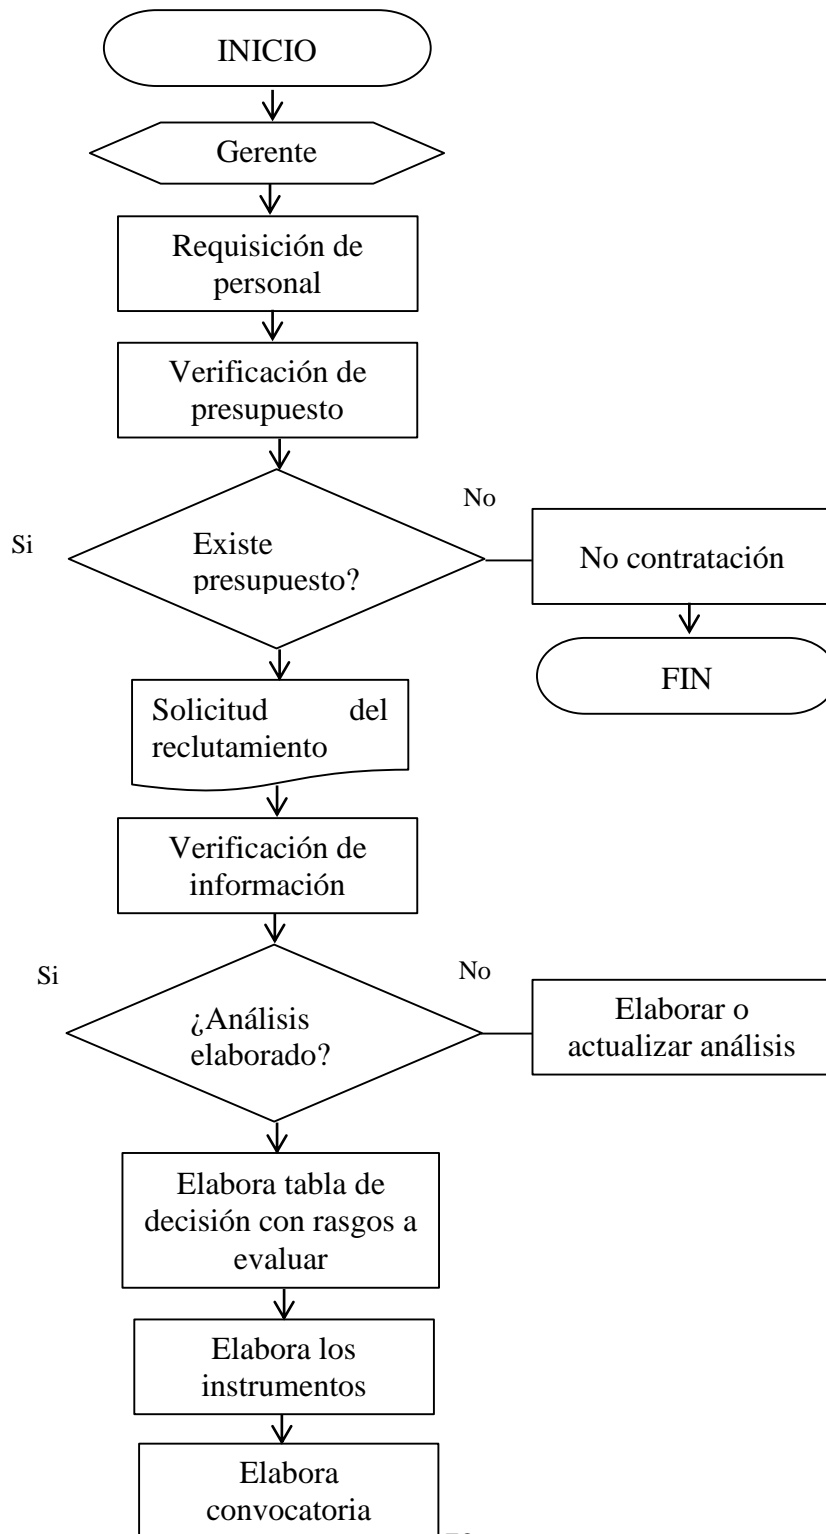 INICIO
Gerente
Requisición de
personal
Verificación de
presupuesto
No
Si
Existe
presupuesto?
No contratación
FIN
Solicitud del
reclutamiento
Verificación de
información
Si
No
¿Análisis
elaborado?
Elaborar o
actualizar análisis
Elabora tabla de
decisión con rasgos a
evaluar
Elabora los
instrumentos
Elabora
convocatoria